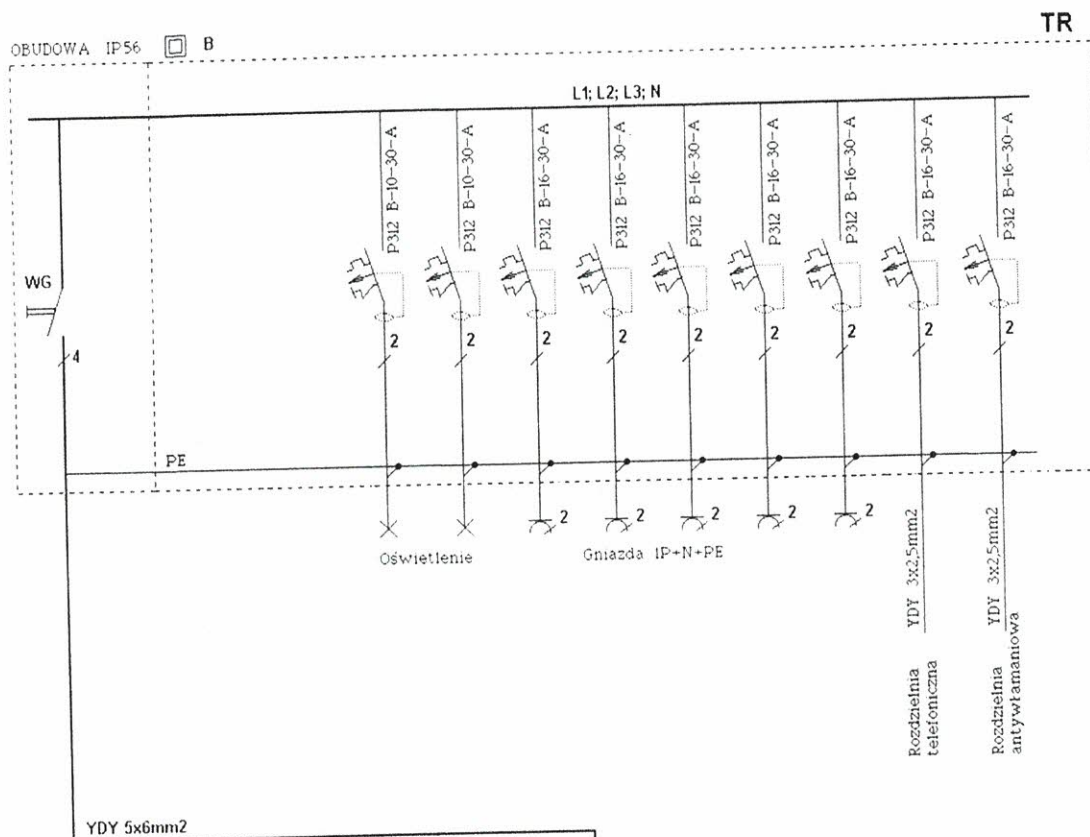 TR
OBUDOWA IP56 B
L1; L2; L3; N
P312 B-10-30-A
P312 B-10-30-A
P312 B-16-30-A
P312 B-16-30-A
P312 B-16-30-A
P312 B-16-30-A
P312 B-16-30-A
P312 B-16-30-A
P312 B-16-30-A
WG
4
2
2
2
2
2
2
2
2
2
PE
2
2
2
2
2
Oświetlenie
Gniazda 1P+N+PE
YDY 3x2,5mm2
YDY 3x2,5mm2
Rozdzielnia
telefoniczna
Rozdzielnia
antywłamaniowa
YDY 5x6mm2